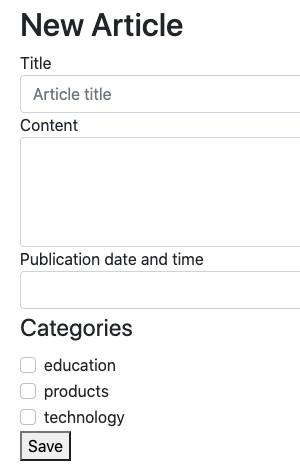 New Article
Title
Article title
Content
Publication date and time
Categories
education
products
technology
Save